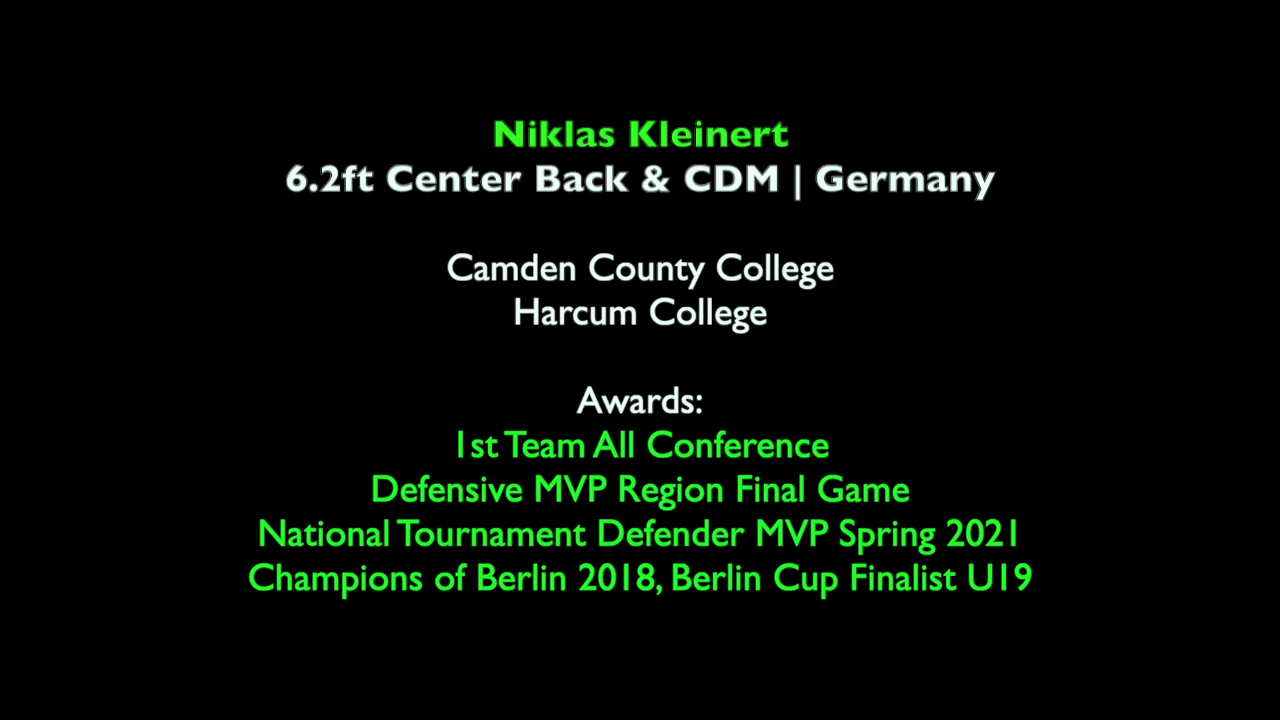 Niklas Kleinert
6.2ft Center Back & CDM | Germany
Camden County College
Harcum College
Awards:
1st Team All Conference
Defensive MVP Region Final Game
National Tournament Defender MVP Spring 2021
Champions of Berlin 2018, Berlin Cup Finalist U19